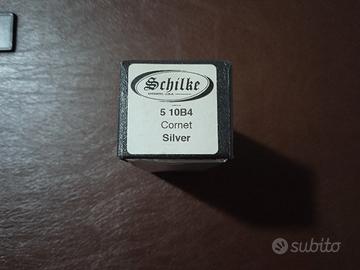 Schilke
5 10B4
Cornet
Silver
subito